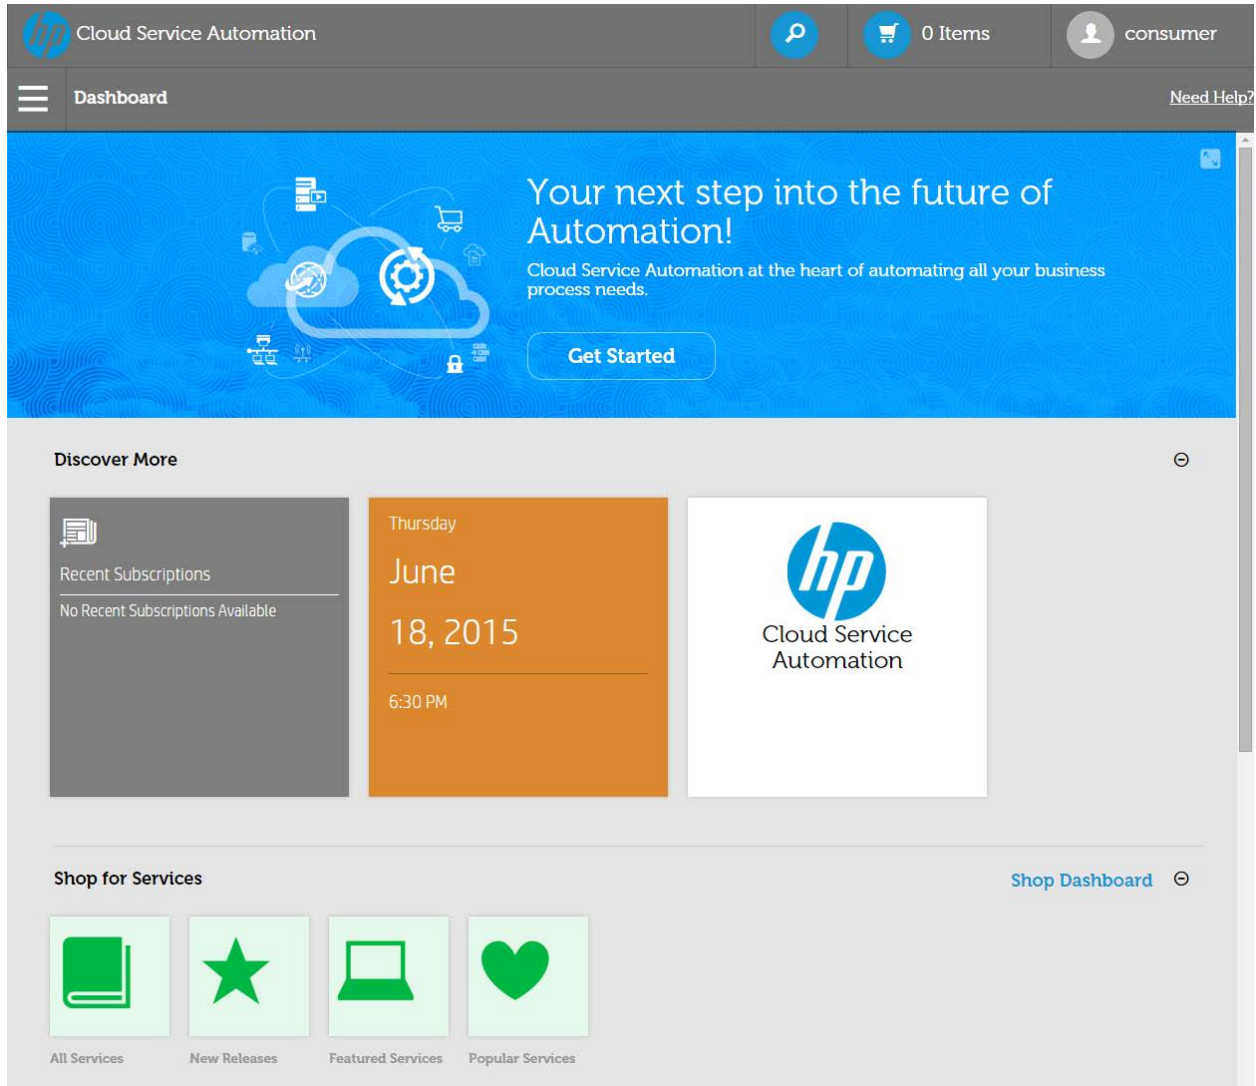 hp Cloud Service Automation
0 Items
consumer
Dashboard
Need Help?
Your next step into the future of
Automation!
Cloud Service Automation at the heart of automating all your business
process needs.
Get Started
Discover More
Recent Subscriptions
No Recent Subscriptions Available
Thursday
June
18, 2015
6:30 PM
hp
Cloud Service
Automation
Shop for Services
Shop Dashboard
All Services
New Releases
Featured Services
Popular Services